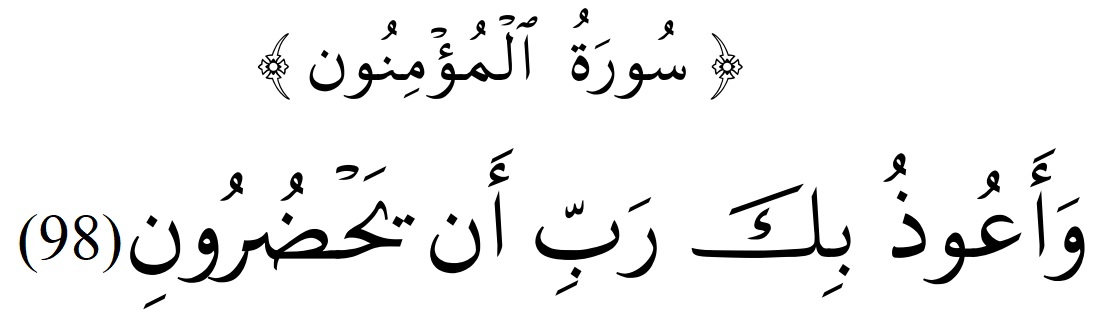 ﴿ سُورَةُ ٱلْمُؤْمِنُون ﴾
وَأَعُوذُ بِكَ رَبِّ أَن يَحْضُرُونِ(98)